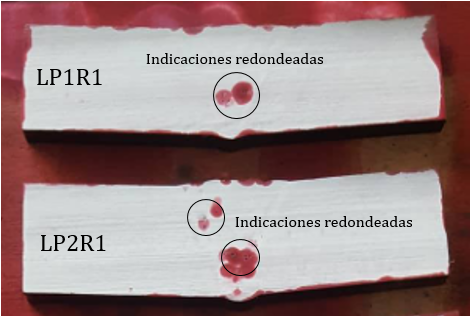 Indicaciones redondeadas
LP1R1
Indicaciones redondeadas
LP2R1